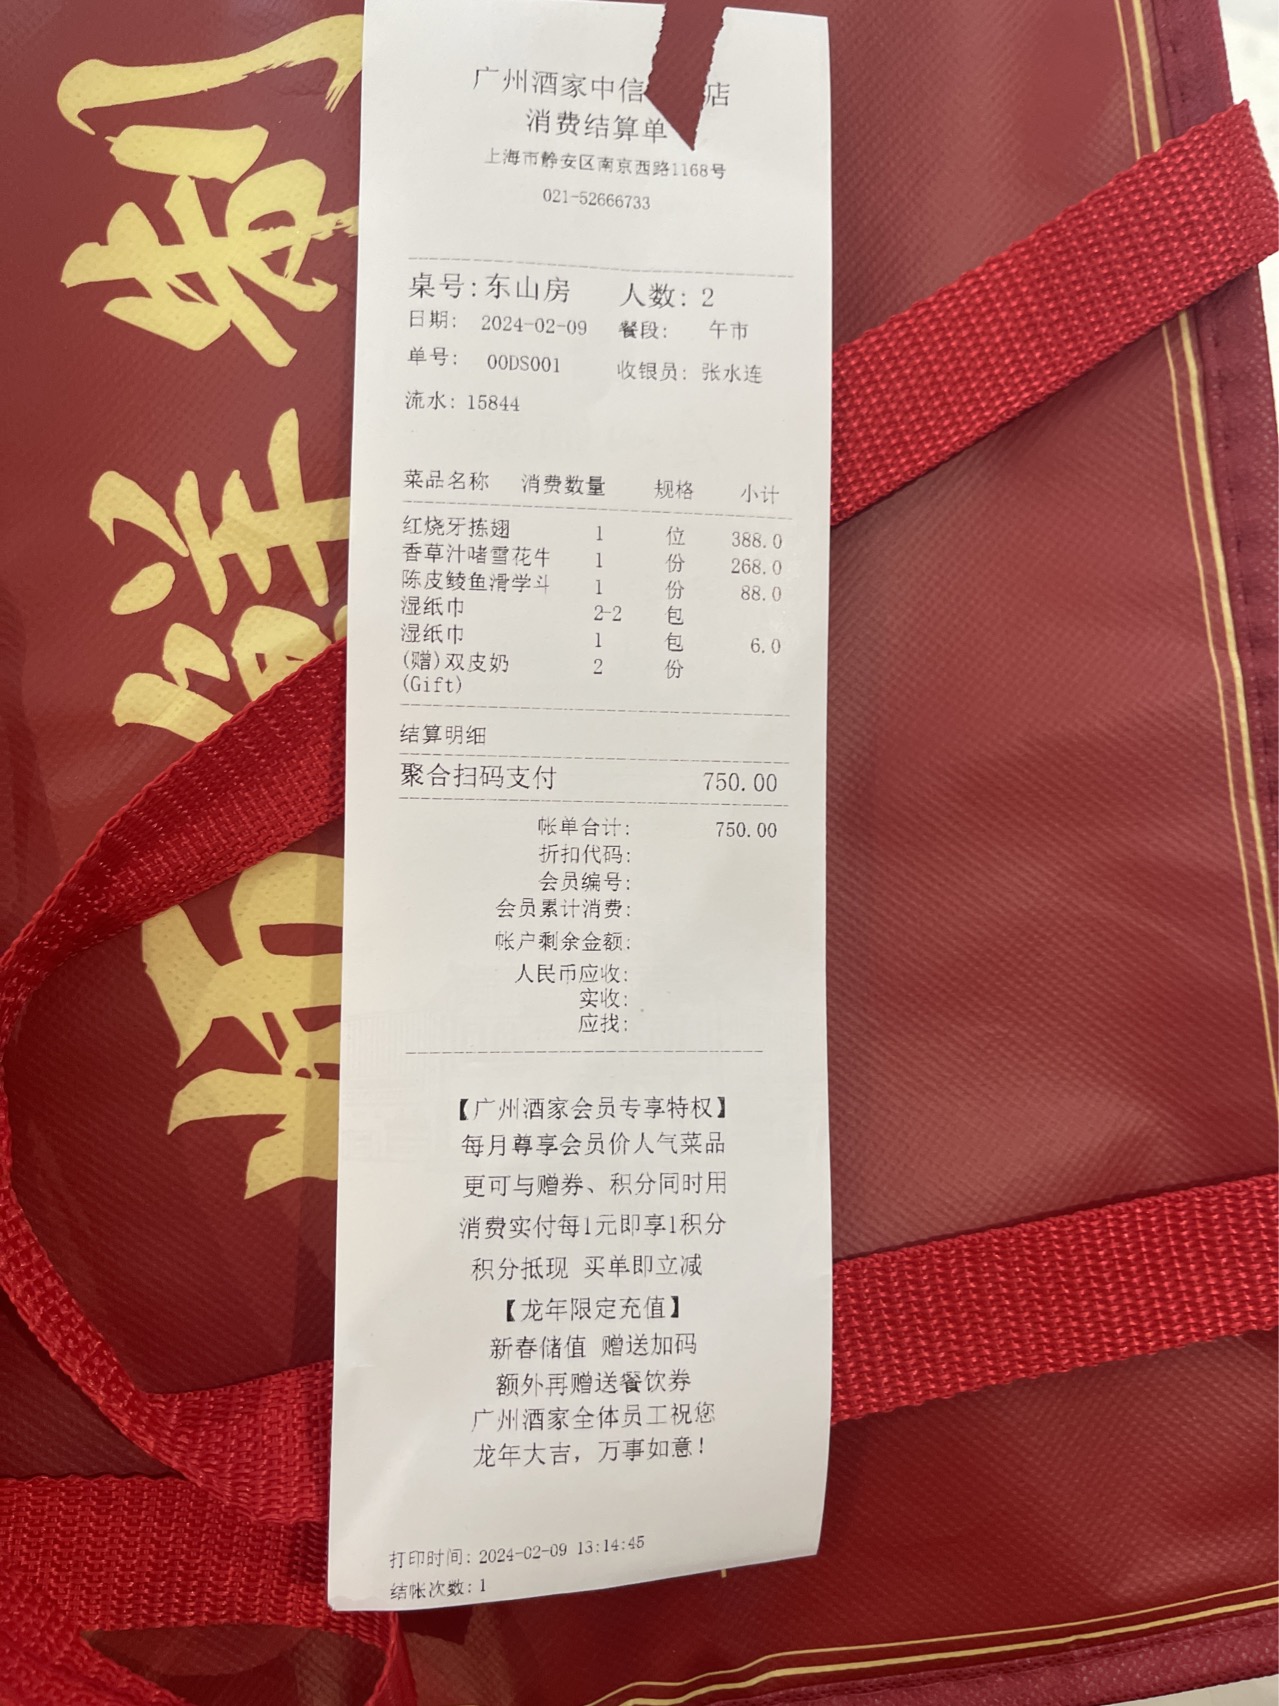 广州酒家中信 店
消费结算单
上海市静安区南京西路1168号
021-52666733
桌号:东山房 人数: 2
日期: 2024-02-09 餐段: 午市
单号: 00DS001 收银员: 张水连
流水: 15844
菜品名称 消费数量 规格 小计
红烧牙拣翅 1 位 388.0
香草汁啫雪花牛 1 份 268.0
陈皮鲮鱼滑学斗 1 份 88.0
湿纸巾 2-2 包
湿纸巾 1 包 6.0
(赠)双皮奶 2 份
(Gift)
结算明细
聚合扫码支付 750.00
帐单合计: 750.00
折扣代码:
会员编号:
会员累计消费:
帐户剩余金额:
人民币应收:
实收:
应找:
【广州酒家会员专享特权】
每月尊享会员价人气菜品
更可与赠券、积分同时用
消费实付每1元即享1积分
积分抵现 买单即立减
【龙年限定充值】
新春储值 赠送加码
额外再赠送餐饮券
广州酒家全体员工祝您
龙年大吉，万事如意!
打印时间: 2024-02-09 13:14:45
结帐次数: 1